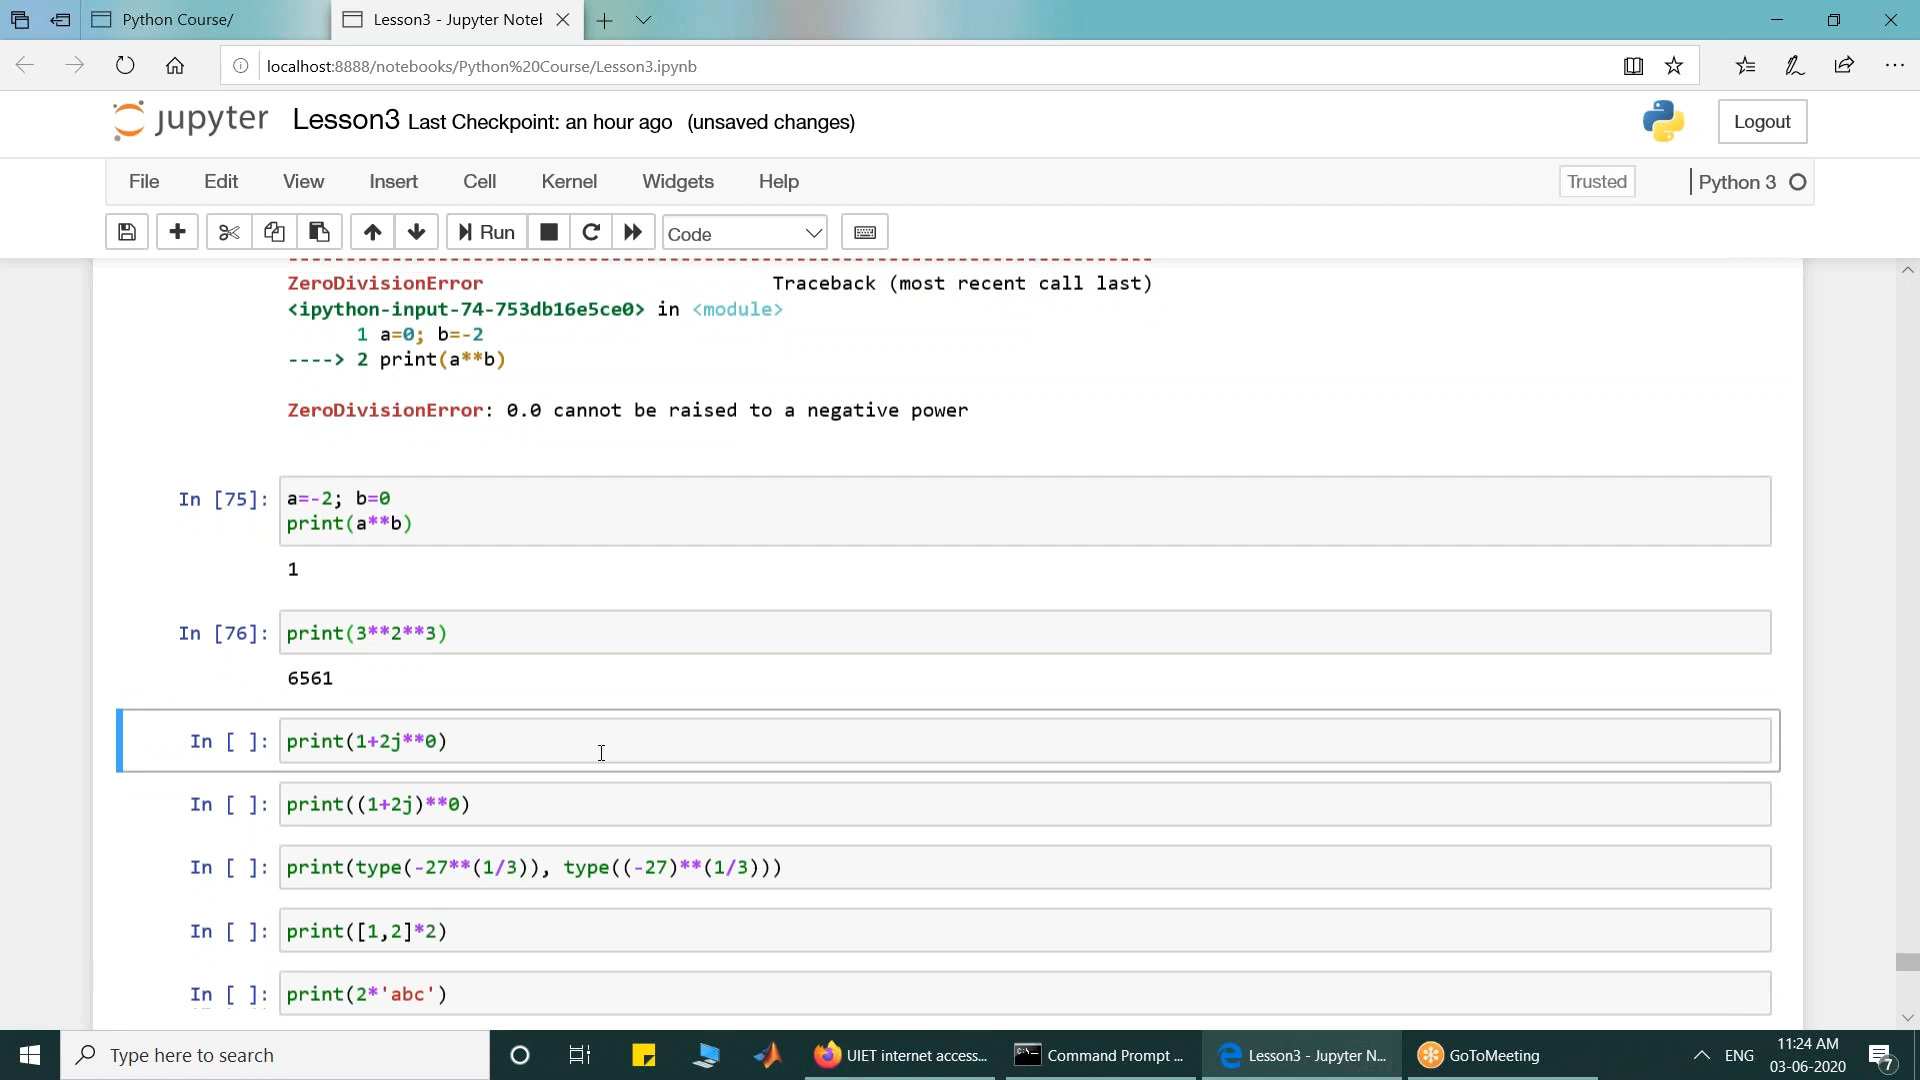 Python Course/
Lesson3 - Jupyter Notel
localhost:8888/notebooks/Python%20Course/Lesson3.ipynb
jupyter Lesson3 Last Checkpoint: an hour ago (unsaved changes)
Logout
File Edit View Insert Cell Kernel Widgets Help
Trusted
Python 3
Run
Code
---------------------------------------------------------------------------
ZeroDivisionError Traceback (most recent call last)
<ipython-input-74-753db16e5ce0> in <module>
1 a=0; b=-2
----> 2 print(a**b)
ZeroDivisionError: 0.0 cannot be raised to a negative power
In [75]: a=-2; b=0
print(a**b)
1
In [76]: print(3**2**3)
6561
In [ ]: print(1+2j**0)
In [ ]: print((1+2j)**0)
In [ ]: print(type(-27**(1/3)), type((-27)**(1/3)))
In [ ]: print([1,2]*2)
In [ ]: print(2*'abc')
Type here to search
UIET internet access...
Command Prompt ...
Lesson3 - Jupyter N...
GoToMeeting
ENG
11:24 AM
03-06-2020
7